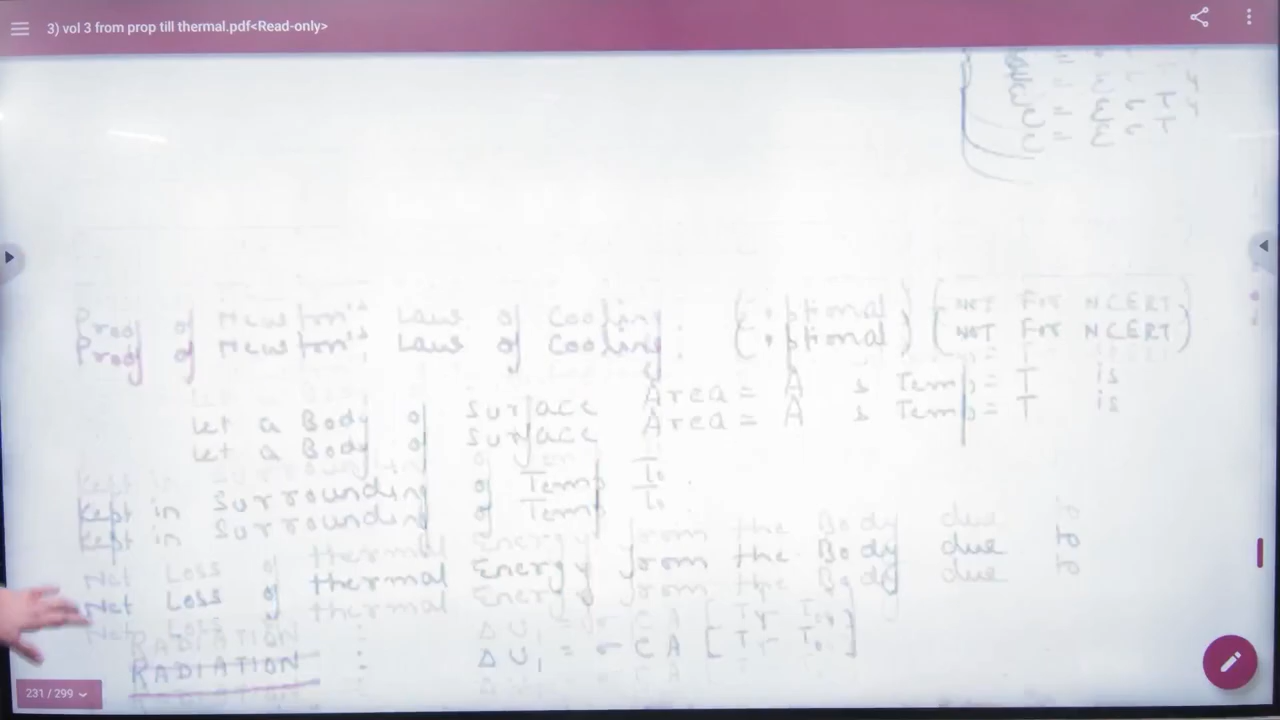 3) vol 3 from prop till thermal.pdf<Read-only>
Proof of Newton's Law of Cooling: (optional) (NOT FOR NCERT)
Let a Body of Surface Area = A & Temp = T is
Kept in Surrounding of Temp T₀.
Net Loss of thermal Energy from the Body due to
RADIATION : ΔU₁ = σ e A [T⁴ - T₀⁴]
231 / 299